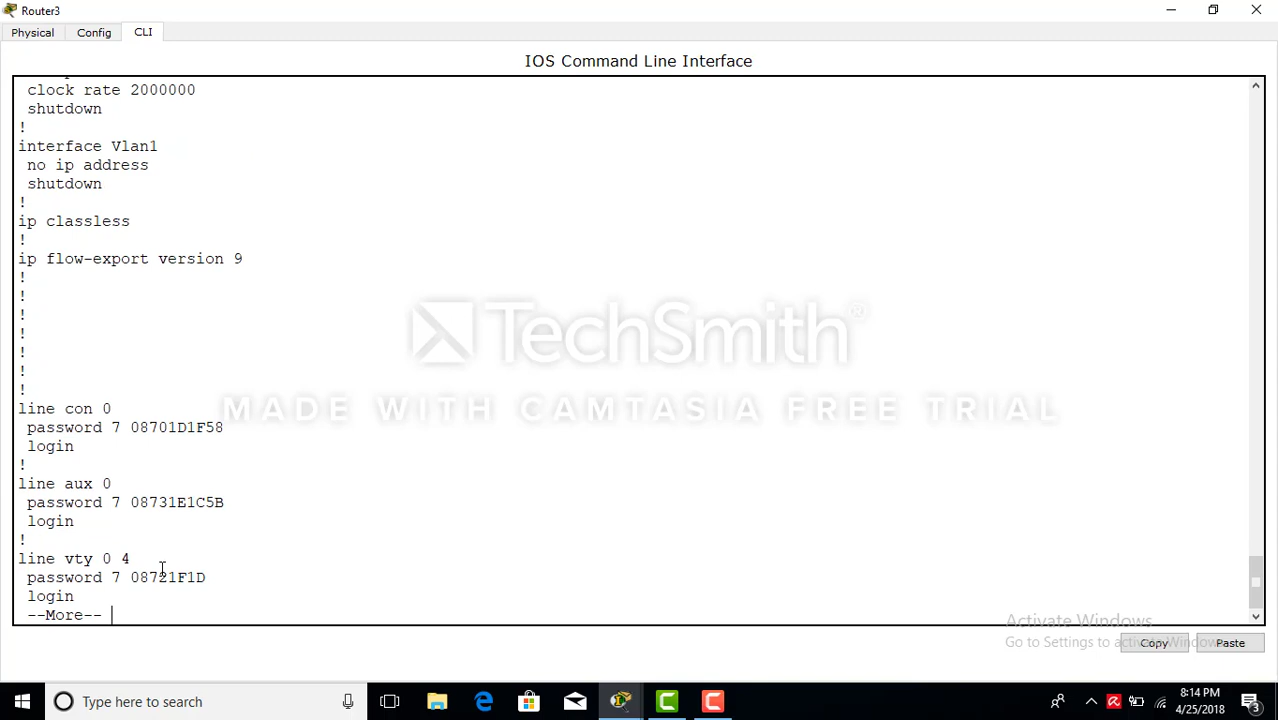 Router3
Physical Config CLI
IOS Command Line Interface
clock rate 2000000
shutdown
!
interface Vlan1
no ip address
shutdown
!
ip classless
!
ip flow-export version 9
!
!
!
!
!
!
!
line con 0
password 7 08701D1F58
login
!
line aux 0
password 7 08731E1C5B
login
!
line vty 0 4
password 7 08721F1D
login
--More--
TechSmith®
MADE WITH CAMTASIA FREE TRIAL
Activate Windows
Go to Settings to activate Windows.
Copy Paste
Type here to search
8:14 PM
4/25/2018
3